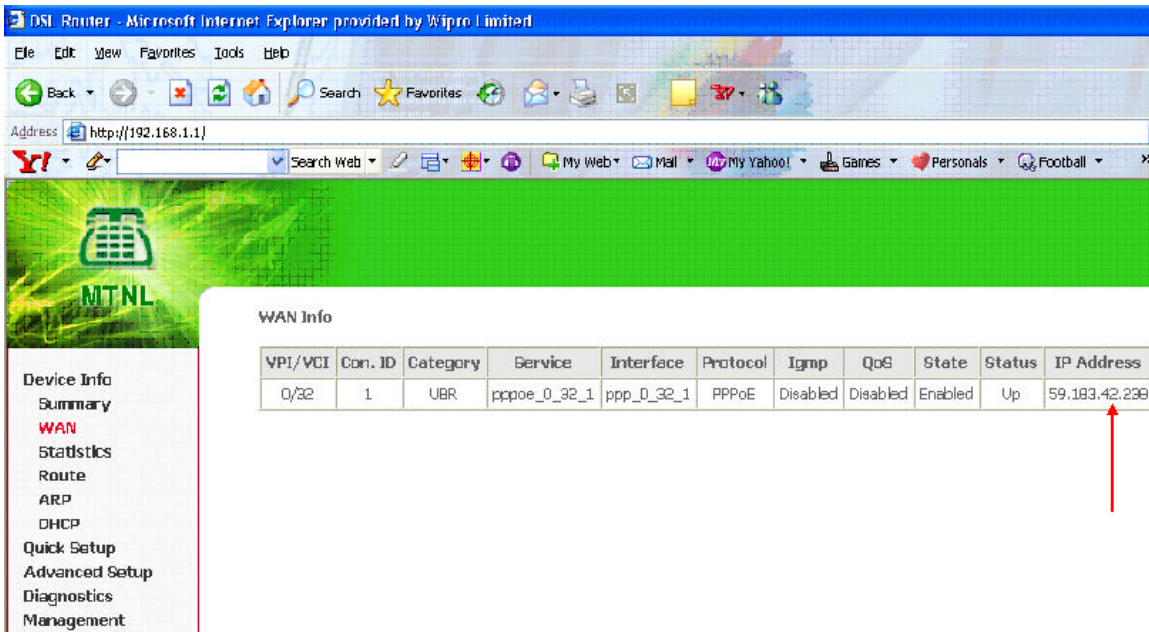 DSL Router - Microsoft Internet Explorer provided by Wipro Limited
File Edit View Favorites Tools Help
Back Search Favorites
Address http://192.168.1.1/
Y! Search Web My Web Mail My Yahoo! Games Personals Football »
MTNL
WAN Info
VPI/VCI Con. ID Category Service Interface Protocol Igmp QoS State Status IP Address
0/32 1 UBR pppoe_0_32_1 ppp_0_32_1 PPPoE Disabled Disabled Enabled Up 59.183.42.238
Device Info
Summary
WAN
Statistics
Route
ARP
DHCP
Quick Setup
Advanced Setup
Diagnostics
Management